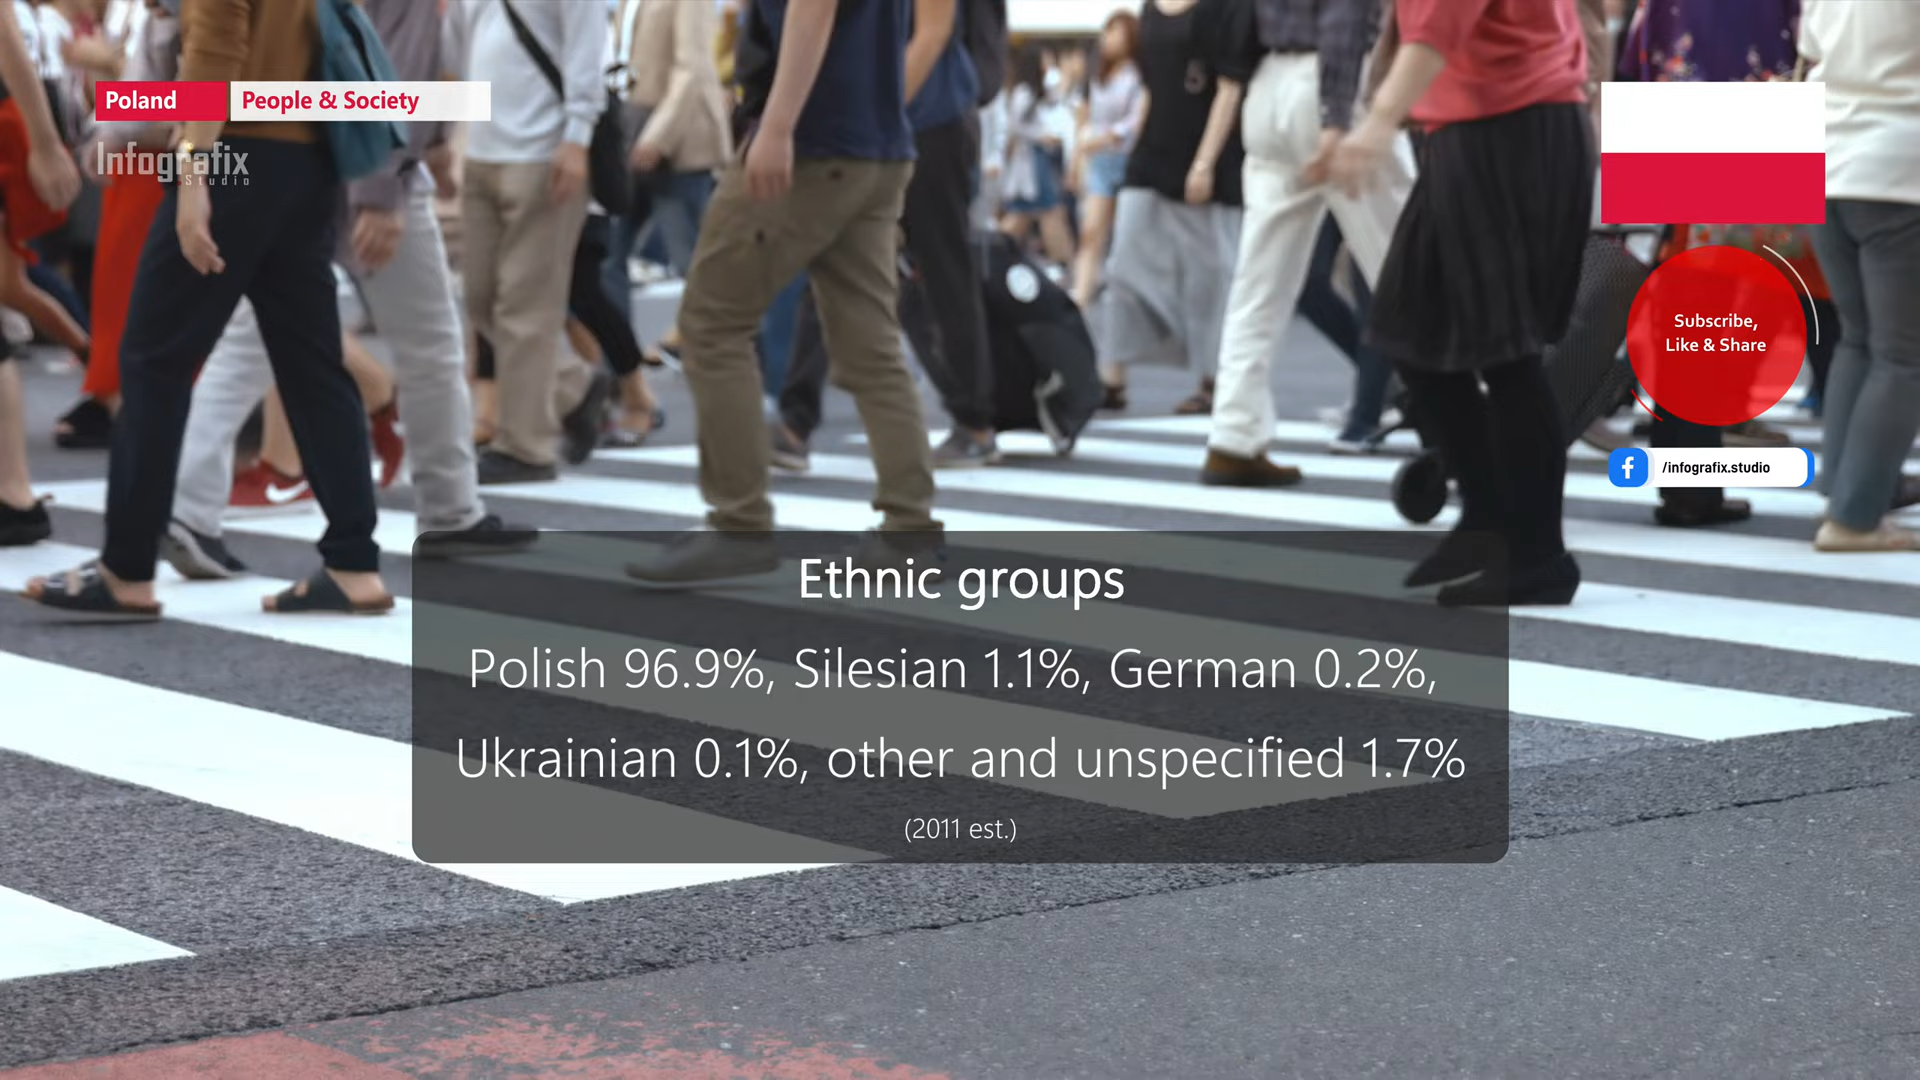 Poland
People & Society
Infografix
Studio
Subscribe,
Like & Share
/infografix.studio
Ethnic groups
Polish 96.9%, Silesian 1.1%, German 0.2%,
Ukrainian 0.1%, other and unspecified 1.7%
(2011 est.)